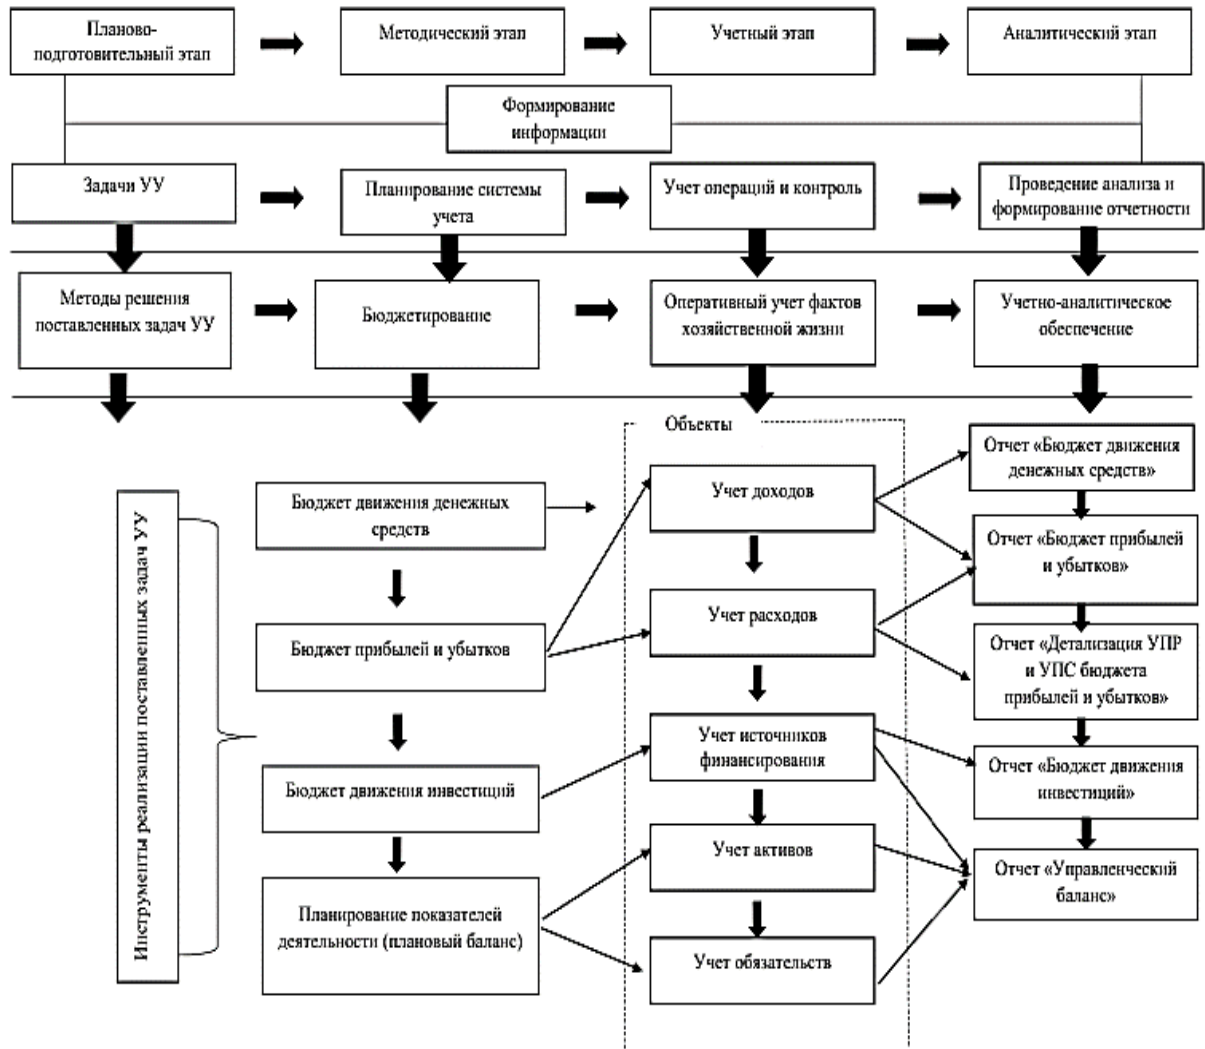 Планово-
подготовительный этап
Методический этап
Учетный этап
Аналитический этап
Формирование
информации
Задачи УУ
Планирование системы
учета
Учет операций и контроль
Проведение анализа и
формирование отчетности
Методы решения
поставленных задач УУ
Бюджетирование
Оперативный учет фактов
хозяйственной жизни
Учетно-аналитическое
обеспечение
Инструменты реализации поставленных задач УУ
Бюджет движения денежных
средств
Бюджет прибылей и убытков
Бюджет движения инвестиций
Планирование показателей
деятельности (плановый баланс)
Объекты
Учет доходов
Учет расходов
Учет источников
финансирования
Учет активов
Учет обязательств
Отчет «Бюджет движения
денежных средств»
Отчет «Бюджет прибылей
и убытков»
Отчет «Детализация УПР
и УПС бюджета
прибылей и убытков»
Отчет «Бюджет движения
инвестиций»
Отчет «Управленческий
баланс»